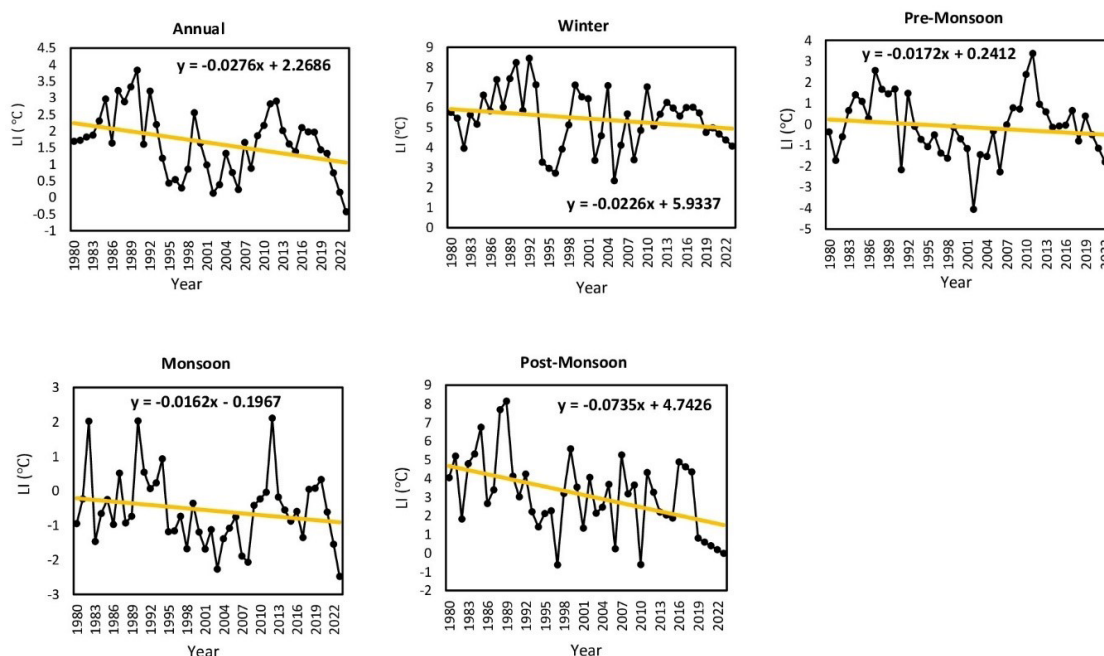 Annual
y = -0.0276x + 2.2686
LI (°C)
4.5
4
3.5
3
2.5
2
1.5
1
0.5
0
-0.5
-1
1980 1983 1986 1989 1992 1995 1998 2001 2004 2007 2010 2013 2016 2019 2022
Year
Winter
y = -0.0226x + 5.9337
LI (°C)
9
8
7
6
5
4
3
2
1
0
1980 1983 1986 1989 1992 1995 1998 2001 2004 2007 2010 2013 2016 2019 2022
Year
Pre-Monsoon
y = -0.0172x + 0.2412
LI (°C)
4
3
2
1
0
-1
-2
-3
-4
-5
1980 1983 1986 1989 1992 1995 1998 2001 2004 2007 2010 2013 2016 2019 2022
Year
Monsoon
y = -0.0162x - 0.1967
LI (°C)
3
2
1
0
-1
-2
-3
1980 1983 1986 1989 1992 1995 1998 2001 2004 2007 2010 2013 2016 2019 2022
Year
Post-Monsoon
y = -0.0735x + 4.7426
LI (°C)
9
8
7
6
5
4
3
2
1
0
-1
-2
1980 1983 1986 1989 1992 1995 1998 2001 2004 2007 2010 2013 2016 2019 2022
Year